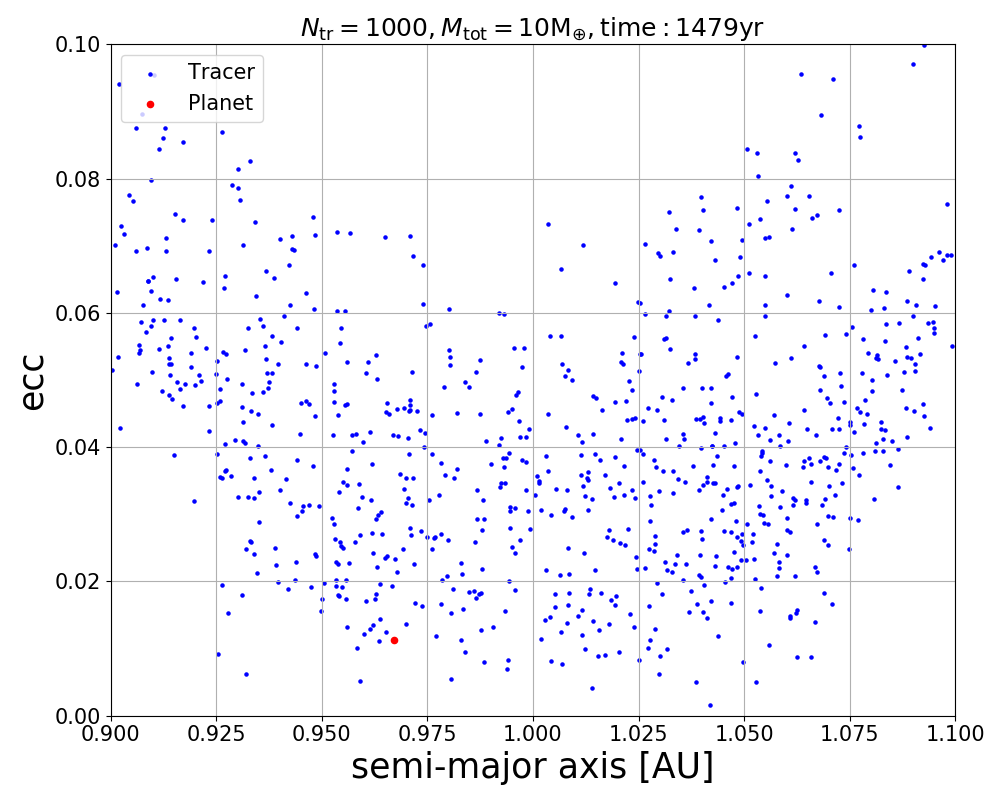 N_tr = 1000, M_tot = 10M_⊕, time : 1479yr
Tracer
Planet
0.10
0.08
0.06
0.04
0.02
0.00
ecc
0.900 0.925 0.950 0.975 1.000 1.025 1.050 1.075 1.100
semi-major axis [AU]